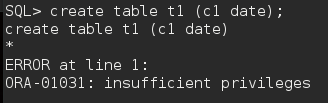 SQL> create table t1 (c1 date);
create table t1 (c1 date)
*
ERROR at line 1:
ORA-01031: insufficient privileges